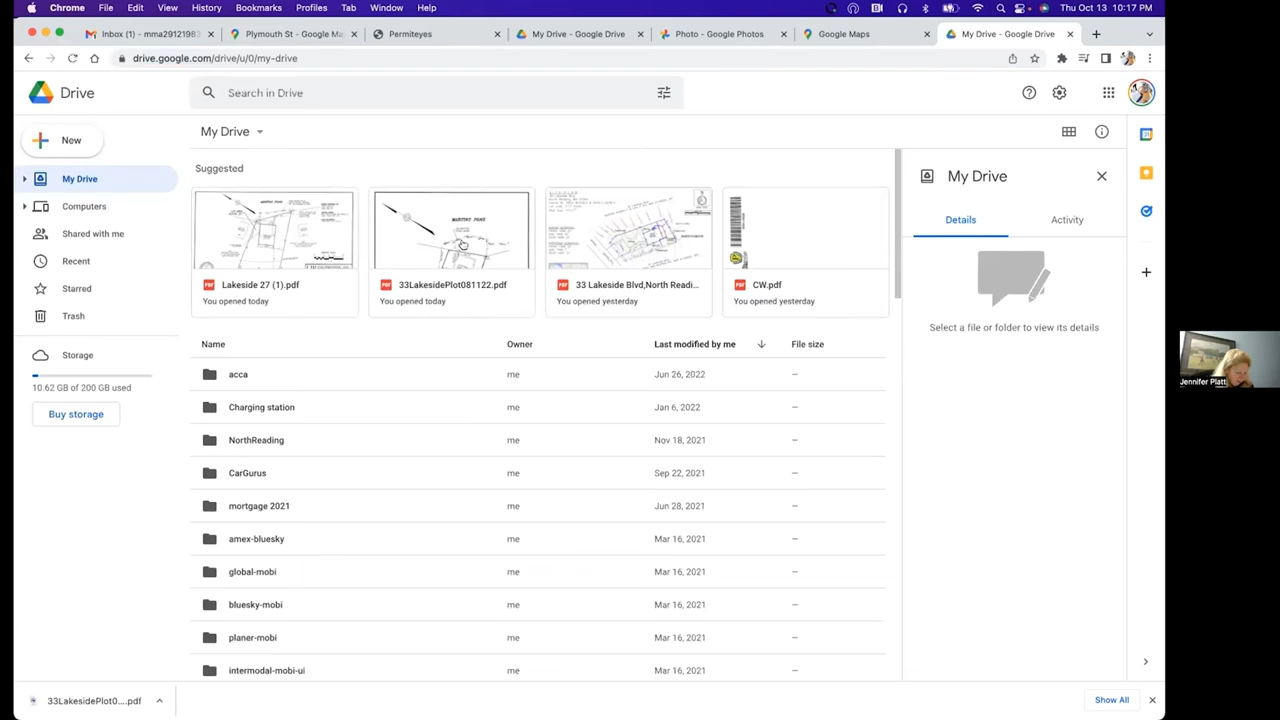 Chrome File Edit View History Bookmarks Profiles Tab Window Help Thu Oct 13 10:17 PM
Inbox (1) - mma29121983 Plymouth St - Google Ma Permiteyes My Drive - Google Drive Photo - Google Photos Google Maps My Drive - Google Drive
drive.google.com/drive/u/0/my-drive
Drive
Search in Drive
New
My Drive
Computers
Shared with me
Recent
Starred
Trash
Storage
10.62 GB of 200 GB used
Buy storage
My Drive
Suggested
MARTINS POND
Lakeside 27 (1).pdf
You opened today
33LakesidePlot081122.pdf
You opened today
33 Lakeside Blvd,North Readi...
You opened yesterday
CW.pdf
You opened yesterday
Name Owner Last modified by me File size
acca me Jun 26, 2022 –
Charging station me Jan 6, 2022 –
NorthReading me Nov 18, 2021 –
CarGurus me Sep 22, 2021 –
mortgage 2021 me Jun 28, 2021 –
amex-bluesky me Mar 16, 2021 –
global-mobi me Mar 16, 2021 –
bluesky-mobi me Mar 16, 2021 –
planer-mobi me Mar 16, 2021 –
intermodal-mobi-ui me Mar 16, 2021 –
My Drive
Details Activity
Select a file or folder to view its details
Jennifer Platt
33LakesidePlot0....pdf
Show All